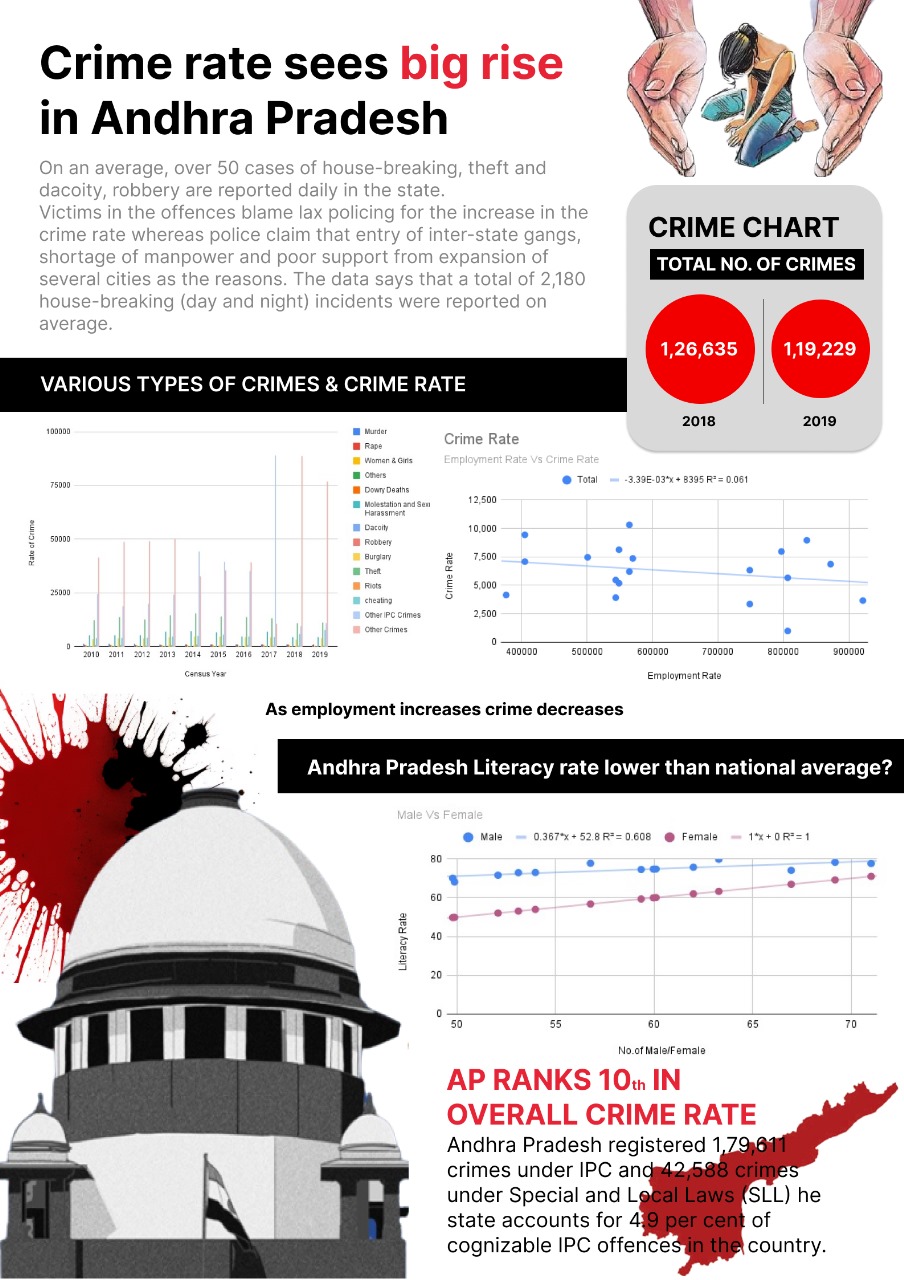 Crime rate sees big rise
in Andhra Pradesh
On an average, over 50 cases of house-breaking, theft and
dacoity, robbery are reported daily in the state.
Victims in the offences blame lax policing for the increase in the
crime rate whereas police claim that entry of inter-state gangs,
shortage of manpower and poor support from expansion of
several cities as the reasons. The data says that a total of 2,180
house-breaking (day and night) incidents were reported on
average.
CRIME CHART
TOTAL NO. OF CRIMES
1,26,635
1,19,229
2018
2019
VARIOUS TYPES OF CRIMES & CRIME RATE
100000
75000
50000
25000
0
Rate of Crime
2010 2011 2012 2013 2014 2015 2016 2017 2018 2019
Census Year
Murder
Rape
Women & Girls
Others
Dowry Deaths
Molestation and Sexu
Harassment
Dacoity
Robbery
Burglary
Theft
Riots
cheating
Other IPC Crimes
Other Crimes
Crime Rate
Employment Rate Vs Crime Rate
Total -3.39E-03*x + 8395 R² = 0.061
12,500
10,000
7,500
5,000
2,500
0
Crime Rate
400000 500000 600000 700000 800000 900000
Employment Rate
As employment increases crime decreases
Andhra Pradesh Literacy rate lower than national average?
Male Vs Female
Male 0.367*x + 52.8 R² = 0.608 Female 1*x + 0 R² = 1
80
60
40
20
0
Literacy Rate
50 55 60 65 70
No.of Male/Female
AP RANKS 10th IN
OVERALL CRIME RATE
Andhra Pradesh registered 1,79,611
crimes under IPC and 42,588 crimes
under Special and Local Laws (SLL) he
state accounts for 4.9 per cent of
cognizable IPC offences in the country.